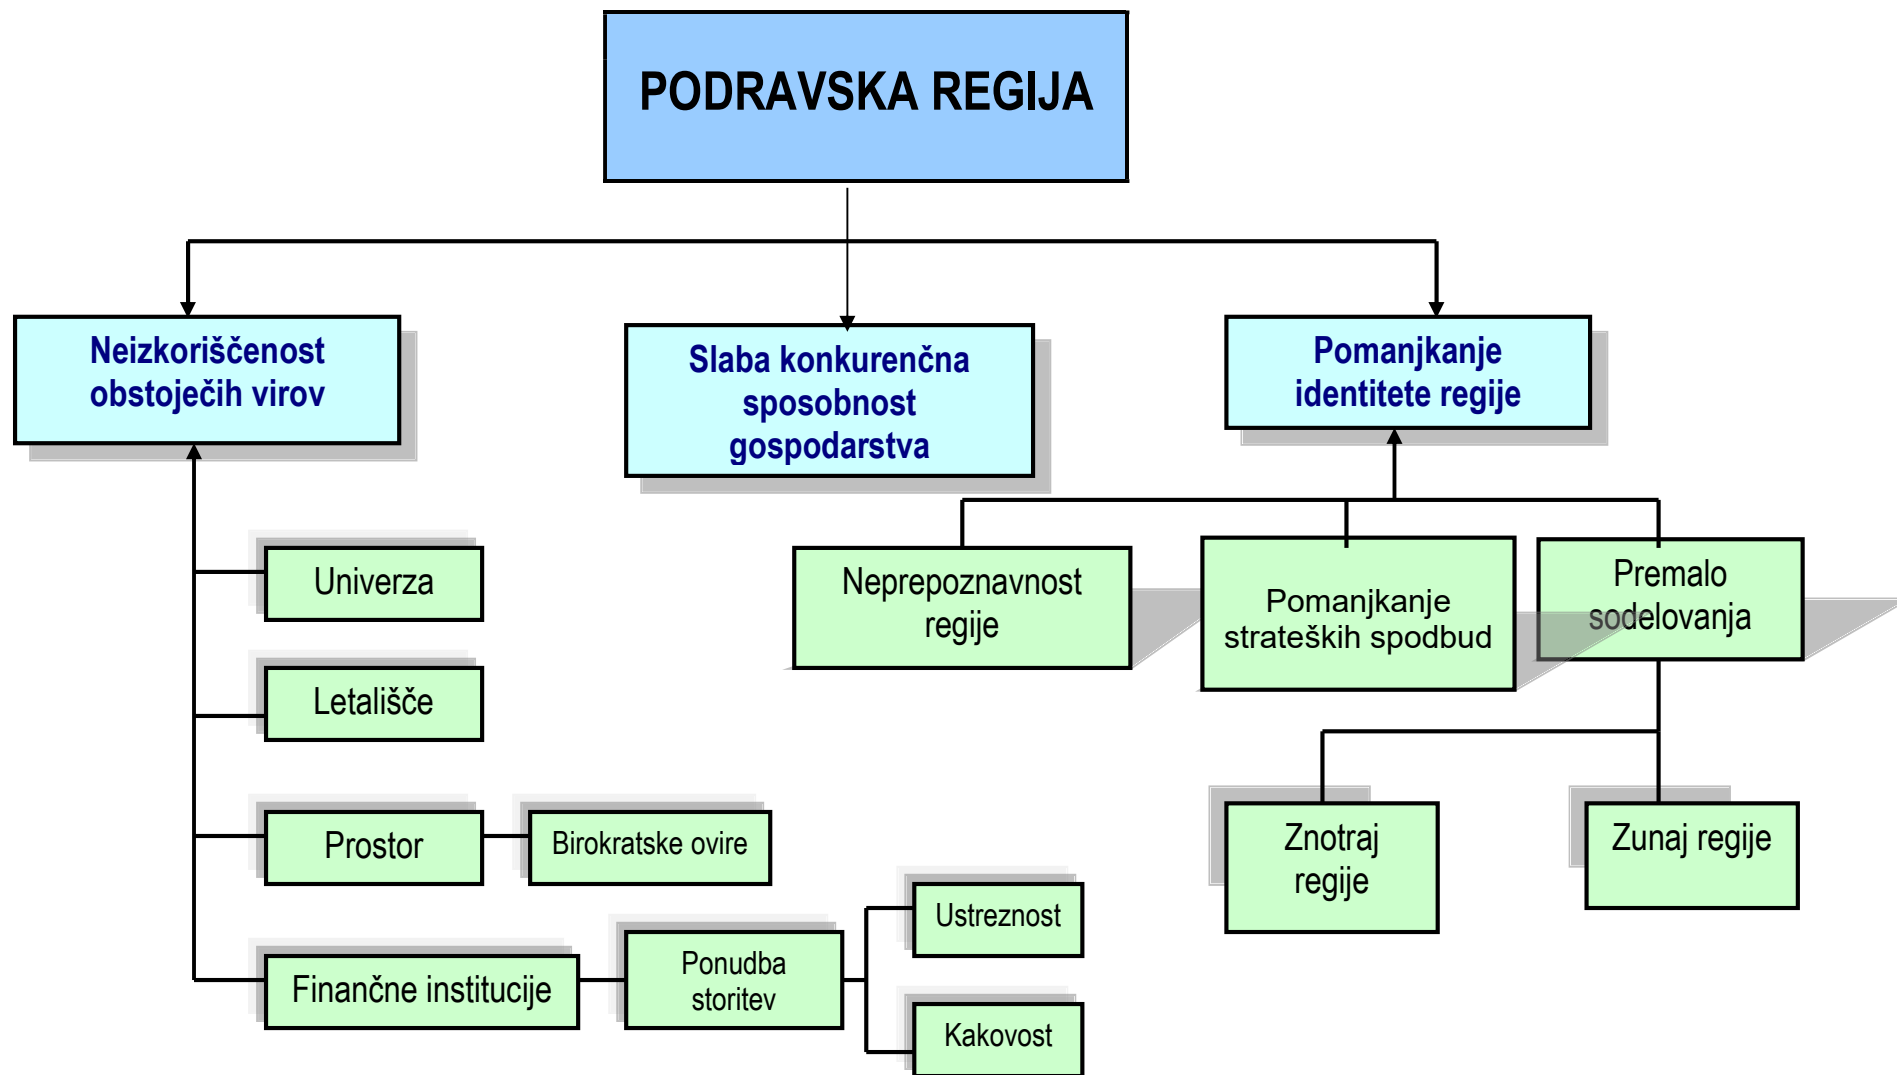 PODRAVSKA REGIJA
Neizkoriščenost
obstoječih virov
Slaba konkurenčna
sposobnost
gospodarstva
Pomanjkanje
identitete regije
Univerza
Letališče
Prostor
Birokratske ovire
Finančne institucije
Ponudba
storitev
Ustreznost
Kakovost
Neprepoznavnost
regije
Pomanjkanje
strateških spodbud
Premalo
sodelovanja
Znotraj
regije
Zunaj regije